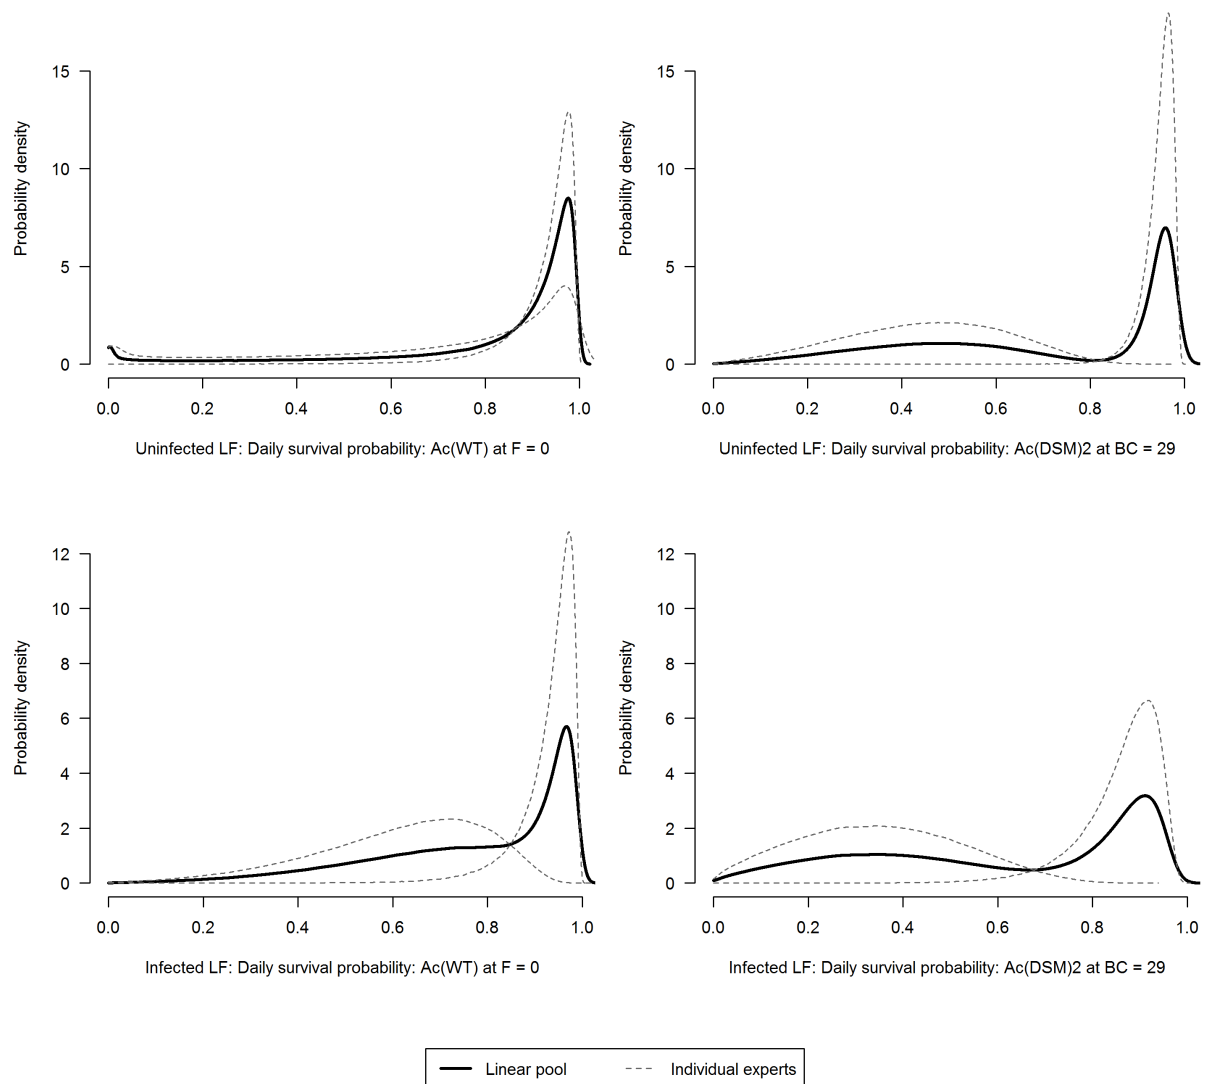 15
10
5
0
Probability density
0.0 0.2 0.4 0.6 0.8 1.0
Uninfected LF: Daily survival probability: Ac(WT) at F = 0
15
10
5
0
Probability density
0.0 0.2 0.4 0.6 0.8 1.0
Uninfected LF: Daily survival probability: Ac(DSM)2 at BC = 29
12
10
8
6
4
2
0
Probability density
0.0 0.2 0.4 0.6 0.8 1.0
Infected LF: Daily survival probability: Ac(WT) at F = 0
12
10
8
6
4
2
0
Probability density
0.0 0.2 0.4 0.6 0.8 1.0
Infected LF: Daily survival probability: Ac(DSM)2 at BC = 29
Linear pool Individual experts